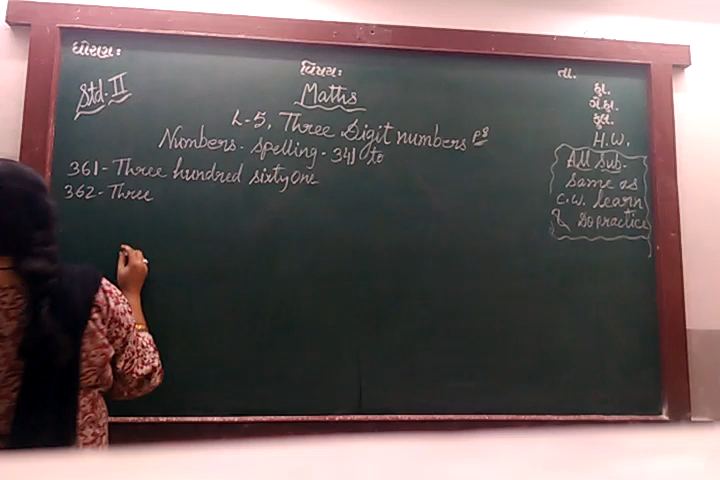 ધોરણઃ
વિષયઃ
તા.
Std. II
Maths
કુા.
ગે.હા.
કુલ.
L-5, Three Digit numbers P8
Numbers - Spelling - 341 to
H.W.
361 - Three hundred sixty One
362 - Three
All Sub.
Same as
C.W. learn
& Do practice